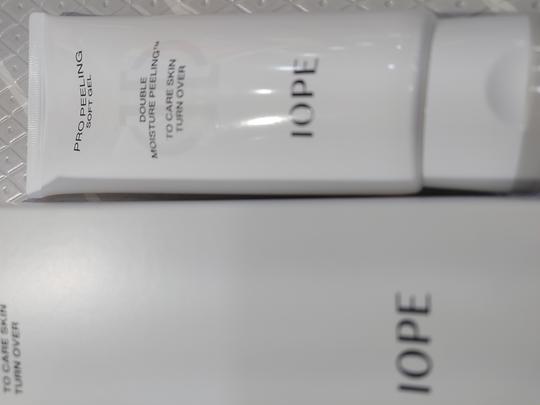 IOPE
DOUBLE
MOISTURE PEELING™
TO CARE SKIN
TURN OVER
PRO PEELING
SOFT GEL
IOPE
TO CARE SKIN
TURN OVER